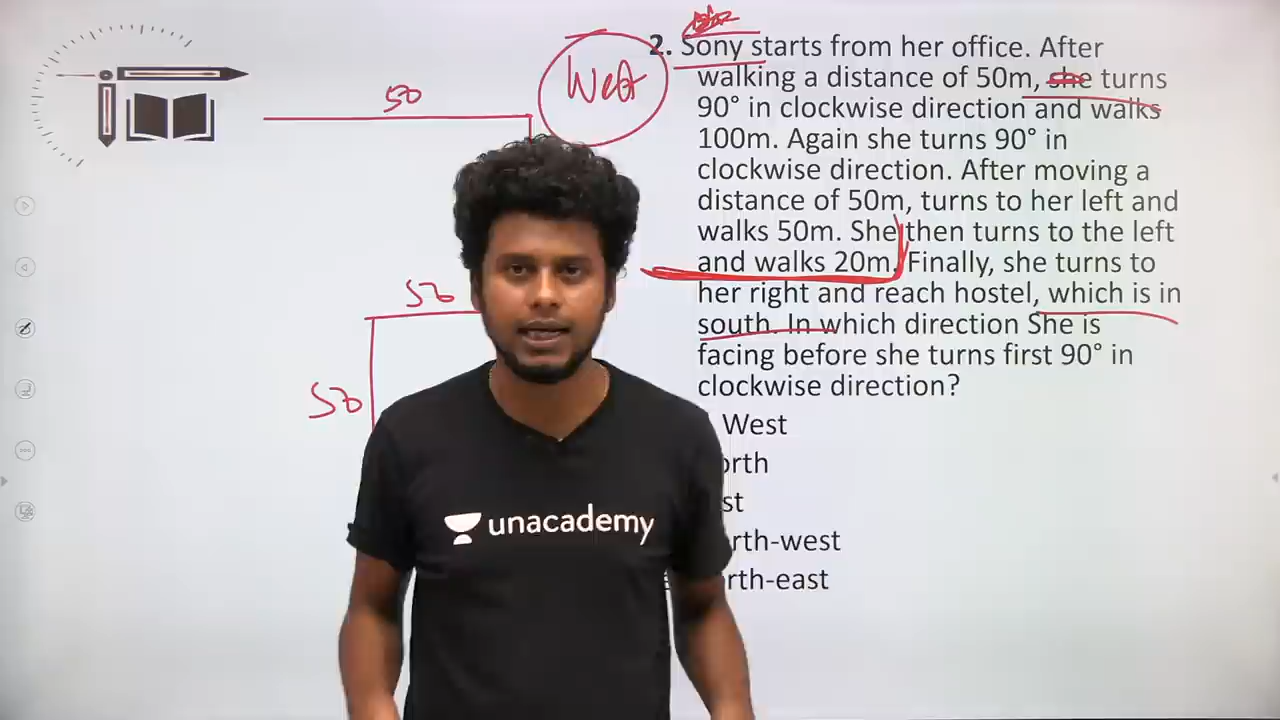 2. Sony starts from her office. After
walking a distance of 50m, she turns
90° in clockwise direction and walks
100m. Again she turns 90° in
clockwise direction. After moving a
distance of 50m, turns to her left and
walks 50m. She then turns to the left
and walks 20m. Finally, she turns to
her right and reach hostel, which is in
south. In which direction She is
facing before she turns first 90° in
clockwise direction?
West
orth
st
rth-west
rth-east
West
50
50
50
unacademy